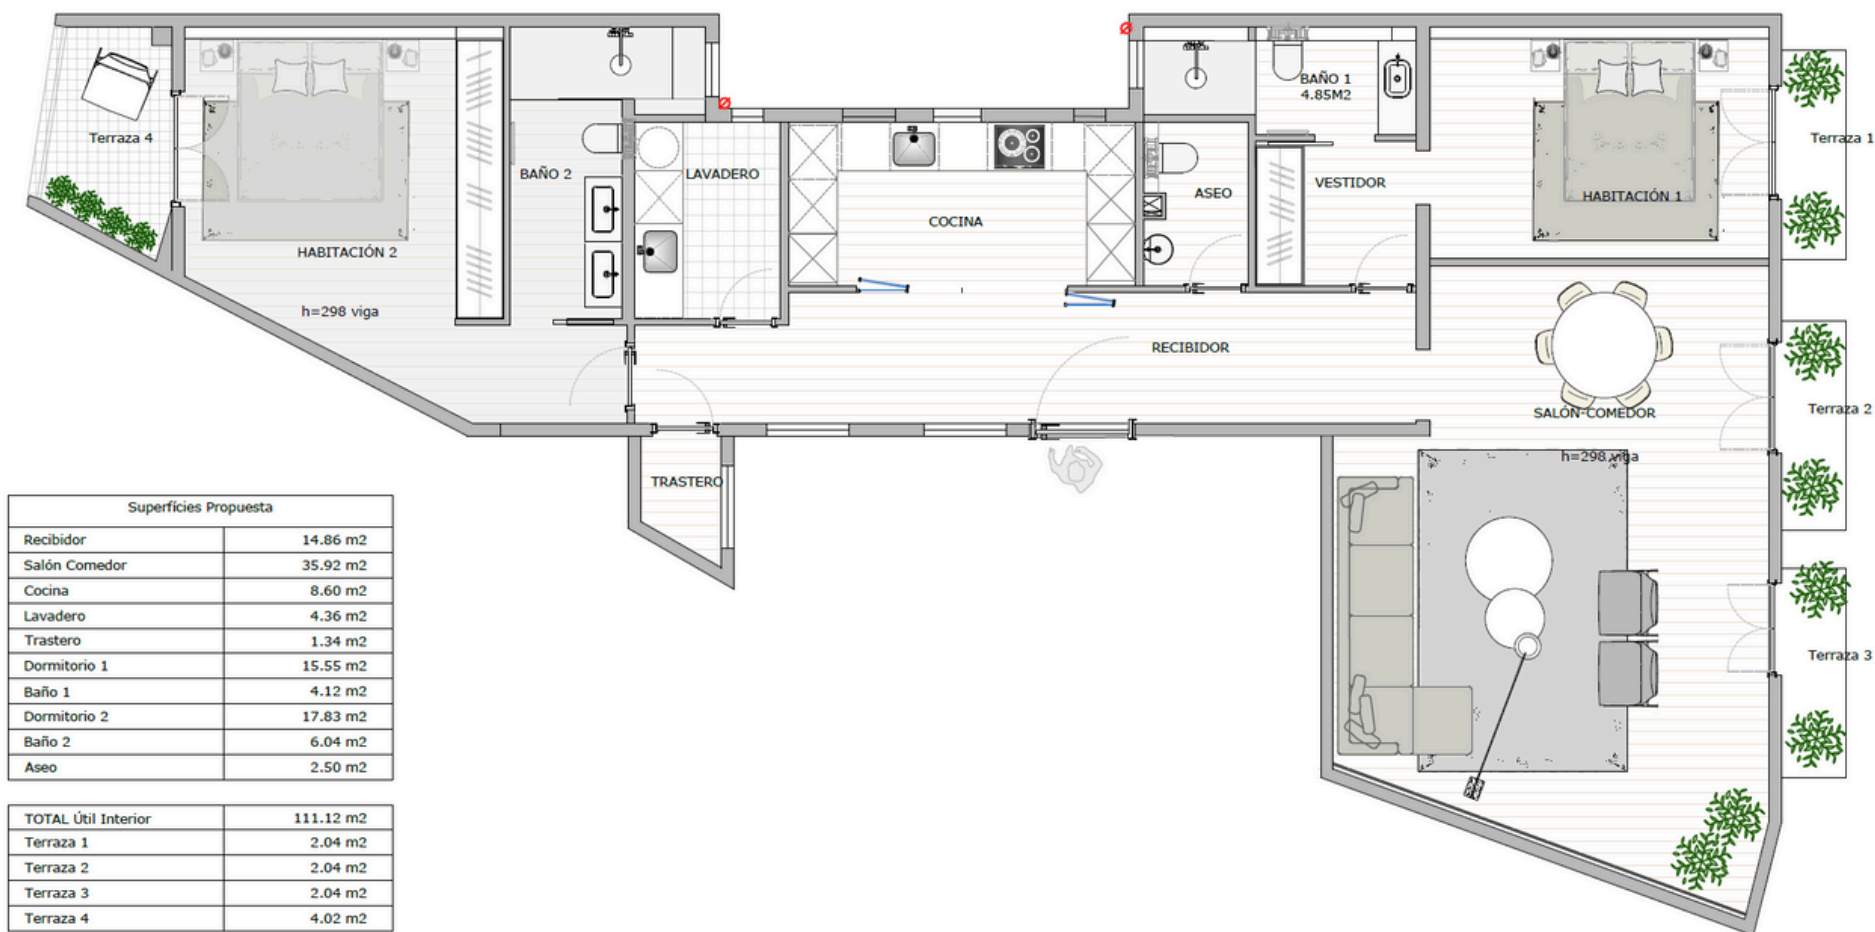 Terraza 4
BAÑO 2
LAVADERO
COCINA
ASEO
BAÑO 1
4.85M2
VESTIDOR
HABITACIÓN 1
Terraza 1
HABITACIÓN 2
h=298 viga
RECIBIDOR
SALÓN-COMEDOR
Terraza 2
h=298 viga
TRASTERO
Terraza 3
Superfícies Propuesta
Recibidor 14.86 m2
Salón Comedor 35.92 m2
Cocina 8.60 m2
Lavadero 4.36 m2
Trastero 1.34 m2
Dormitorio 1 15.55 m2
Baño 1 4.12 m2
Dormitorio 2 17.83 m2
Baño 2 6.04 m2
Aseo 2.50 m2
TOTAL Útil Interior 111.12 m2
Terraza 1 2.04 m2
Terraza 2 2.04 m2
Terraza 3 2.04 m2
Terraza 4 4.02 m2